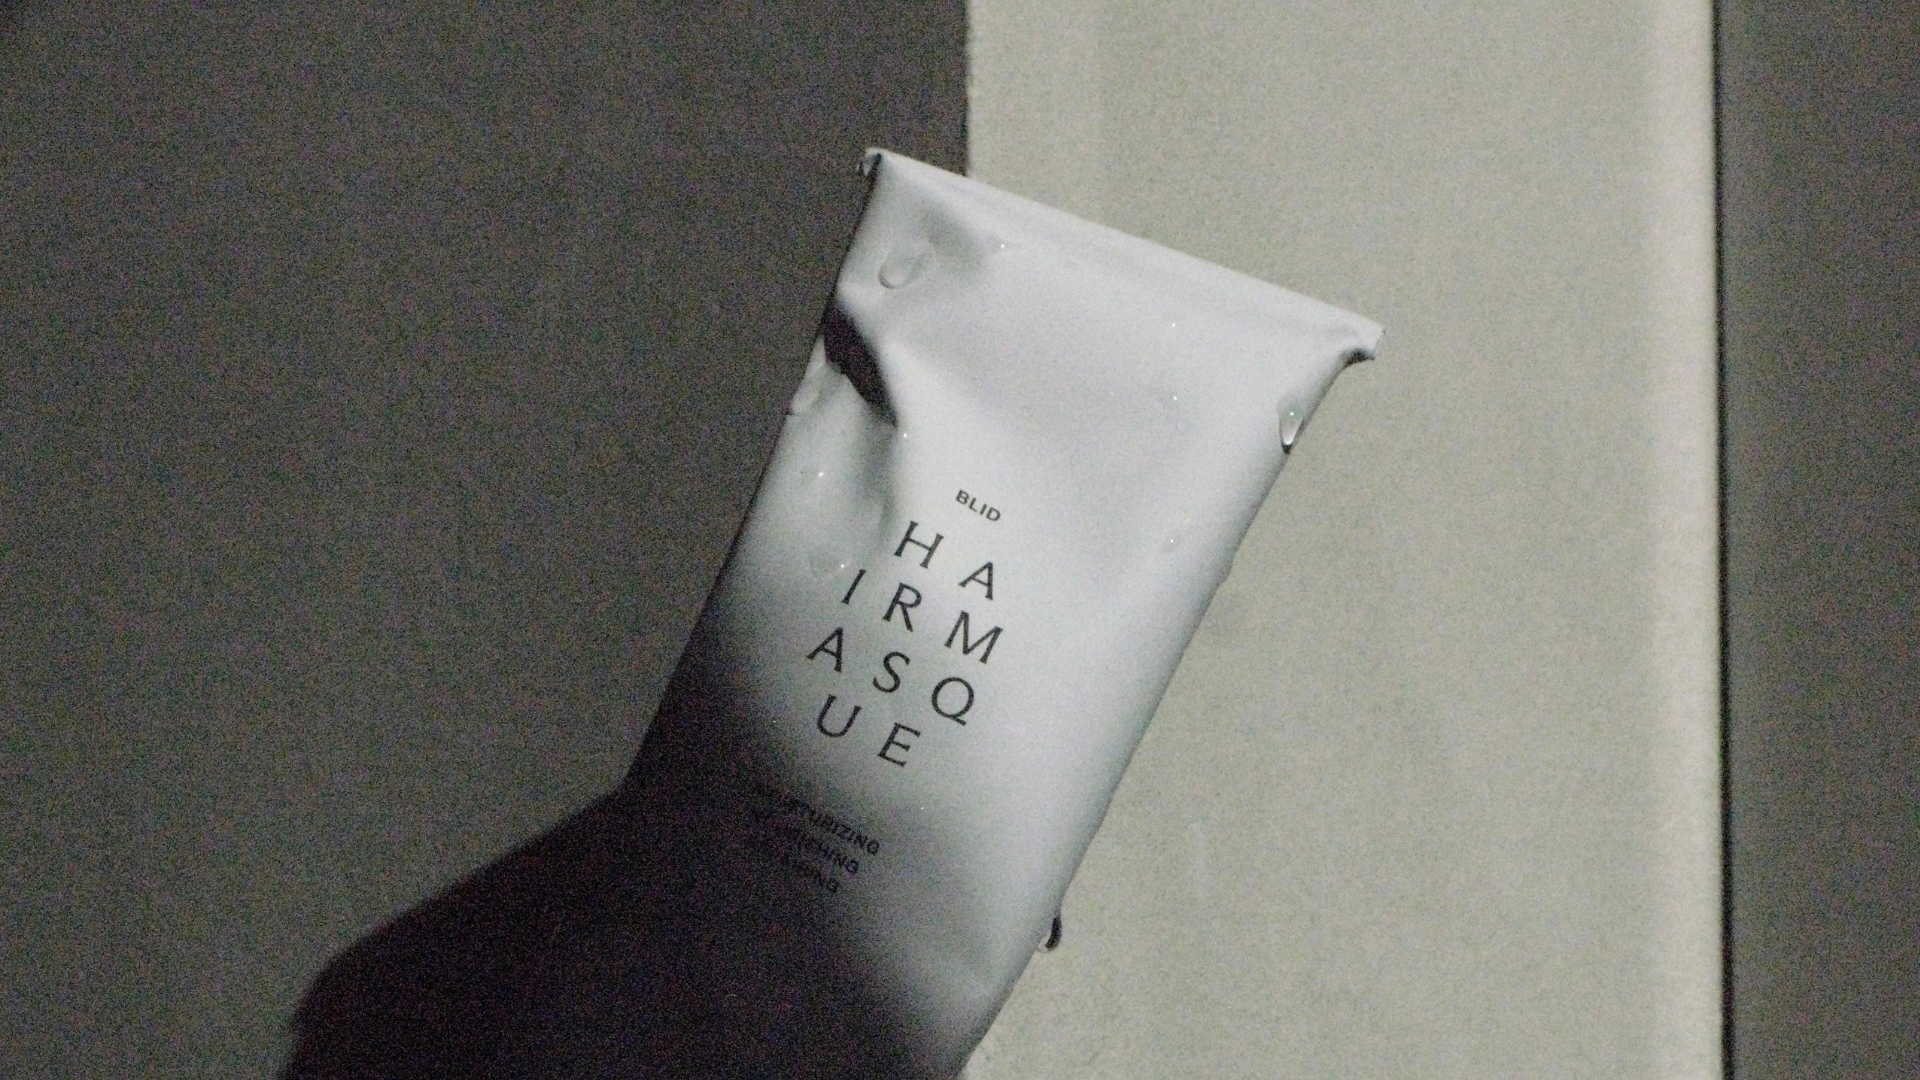 BLID
H A
I R M
A S Q
U E